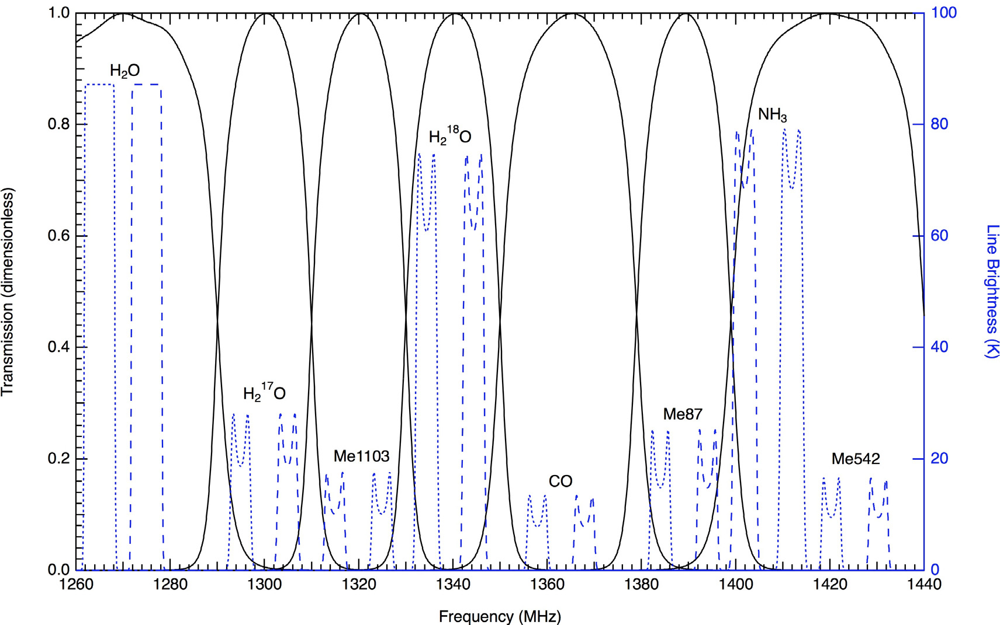 1.0
100
H₂O
0.8
NH₃
80
H₂¹⁸O
0.6
60
Transmission (dimensionless)
Line Brightness (K)
0.4
40
H₂¹⁷O
Me87
0.2
Me1103
Me542
20
CO
0.0
0
1260 1280 1300 1320 1340 1360 1380 1400 1420 1440
Frequency (MHz)